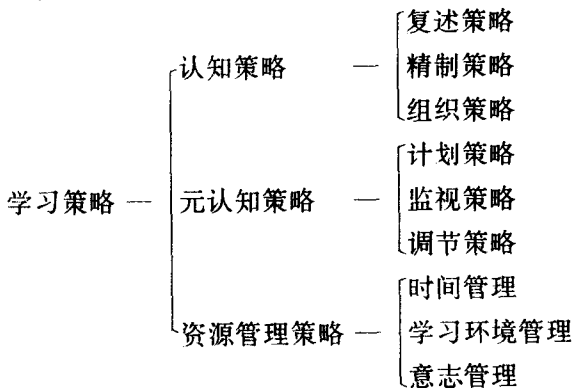 复述策略
认知策略 — 精制策略
组织策略
计划策略
学习策略 — 元认知策略 — 监视策略
调节策略
时间管理
资源管理策略 — 学习环境管理
意志管理